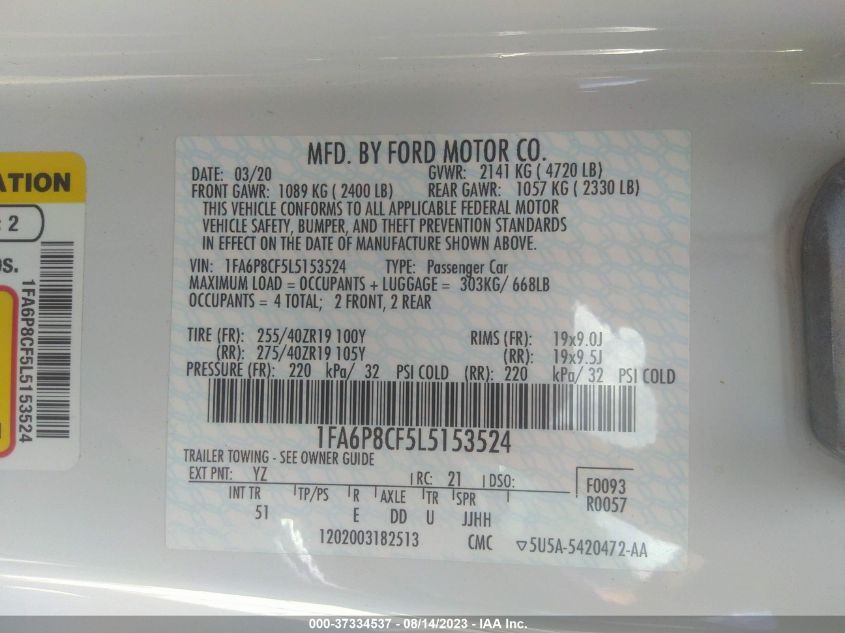 MFD. BY FORD MOTOR CO.
DATE: 03/20 GVWR: 2141 KG ( 4720 LB)
FRONT GAWR: 1089 KG ( 2400 LB) REAR GAWR: 1057 KG ( 2330 LB)
THIS VEHICLE CONFORMS TO ALL APPLICABLE FEDERAL MOTOR
VEHICLE SAFETY, BUMPER, AND THEFT PREVENTION STANDARDS
IN EFFECT ON THE DATE OF MANUFACTURE SHOWN ABOVE.
VIN: 1FA6P8CF5L5153524 TYPE: Passenger Car
MAXIMUM LOAD = OCCUPANTS + LUGGAGE = 303KG/ 668LB
OCCUPANTS = 4 TOTAL; 2 FRONT, 2 REAR
TIRE (FR): 255/40ZR19 100Y RIMS (FR): 19x9.0J
(RR): 275/40ZR19 105Y (RR): 19x9.5J
PRESSURE (FR): 220 kPa/ 32 PSI COLD (RR): 220 kPa/ 32 PSI COLD
1FA6P8CF5L5153524
TRAILER TOWING - SEE OWNER GUIDE
EXT PNT: YZ RC: 21 DSO:
F0093
R0057
INT TR TP/PS R AXLE TR SPR
51 E DD U JJHH
1202003182513 CMC ▽5U5A-5420472-AA
ATION
: 2
OS.
1FA6P8CF5L5153524
000-37334537 - 08/14/2023 - IAA Inc.